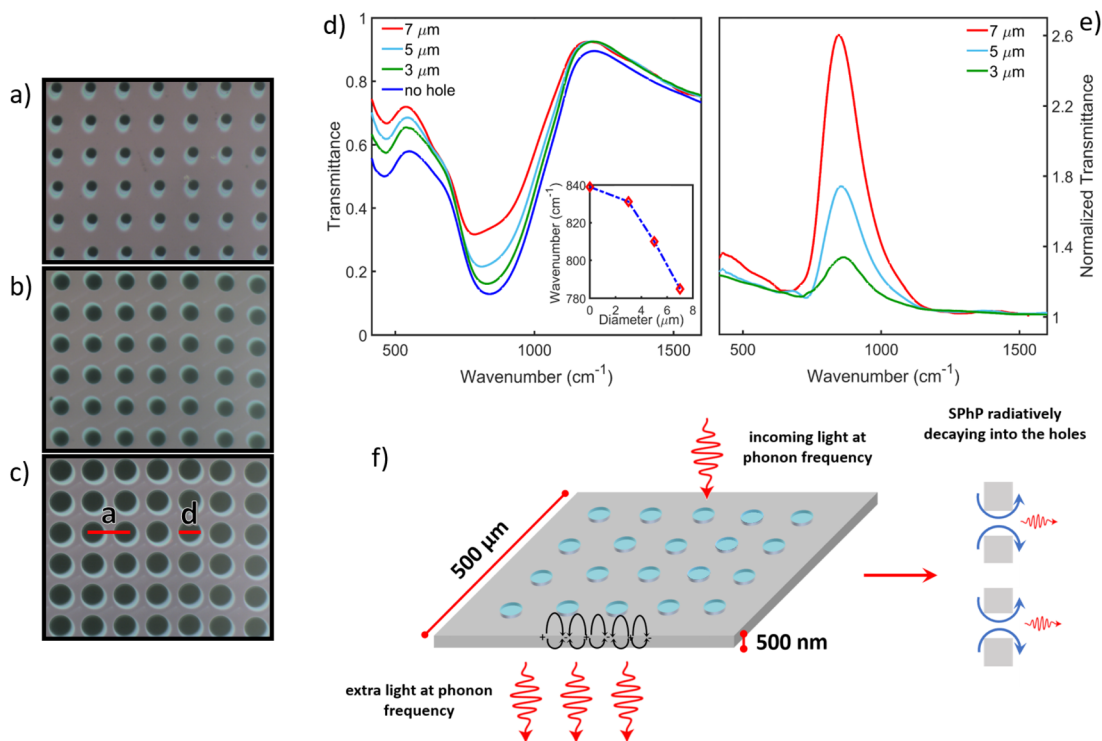 a)
b)
c)
a
d
d)
7 μm
5 μm
3 μm
no hole
1
0.8
0.6
0.4
0.2
0
Transmittance
500
1000
1500
Wavenumber (cm-1)
840
820
800
780
Wavenumber (cm-1)
0
2
4
6
8
Diameter (μm)
e)
7 μm
5 μm
3 μm
2.6
2.2
1.8
1.4
1
Normalized Transmittance
500
1000
1500
Wavenumber (cm-1)
f)
incoming light at
phonon frequency
500 μm
500 nm
extra light at phonon
frequency
SPhP radiatively
decaying into the holes